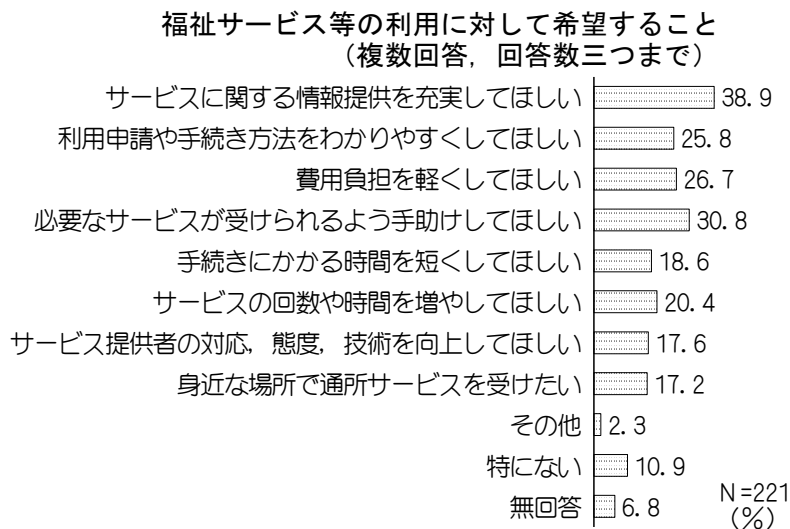 福祉サービス等の利用に対して希望すること
（複数回答，回答数三つまで）
サービスに関する情報提供を充実してほしい 38.9
利用申請や手続き方法をわかりやすくしてほしい 25.8
費用負担を軽くしてほしい 26.7
必要なサービスが受けられるよう手助けしてほしい 30.8
手続きにかかる時間を短くしてほしい 18.6
サービスの回数や時間を増やしてほしい 20.4
サービス提供者の対応，態度，技術を向上してほしい 17.6
身近な場所で通所サービスを受けたい 17.2
その他 2.3
特にない 10.9
無回答 6.8
N=221
（%）